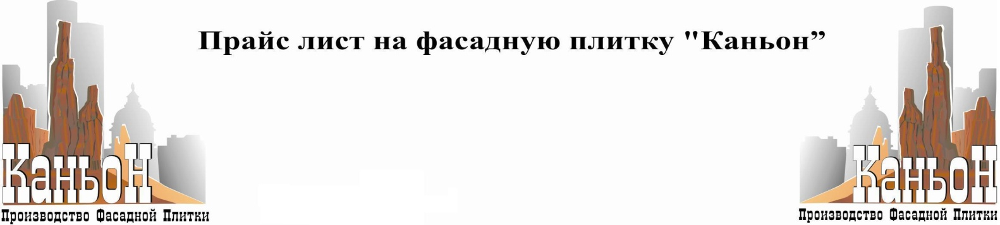 Прайс лист на фасадную плитку "Каньон”
Каньон
Производство Фасадной Плитки
Каньон
Производство Фасадной Плитки